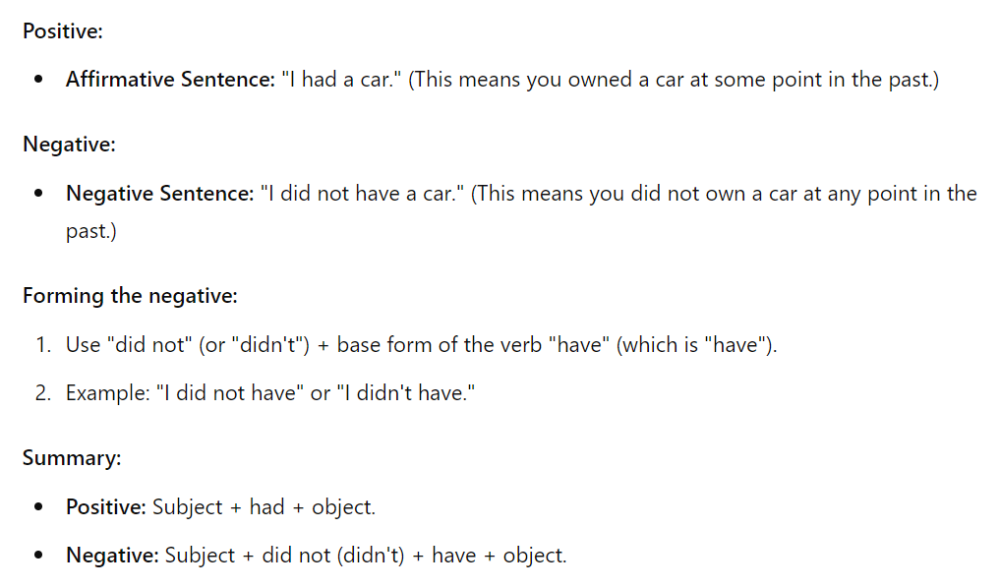 Positive:
• Affirmative Sentence: "I had a car." (This means you owned a car at some point in the past.)
Negative:
• Negative Sentence: "I did not have a car." (This means you did not own a car at any point in the
past.)
Forming the negative:
1. Use "did not" (or "didn't") + base form of the verb "have" (which is "have").
2. Example: "I did not have" or "I didn't have."
Summary:
• Positive: Subject + had + object.
• Negative: Subject + did not (didn't) + have + object.